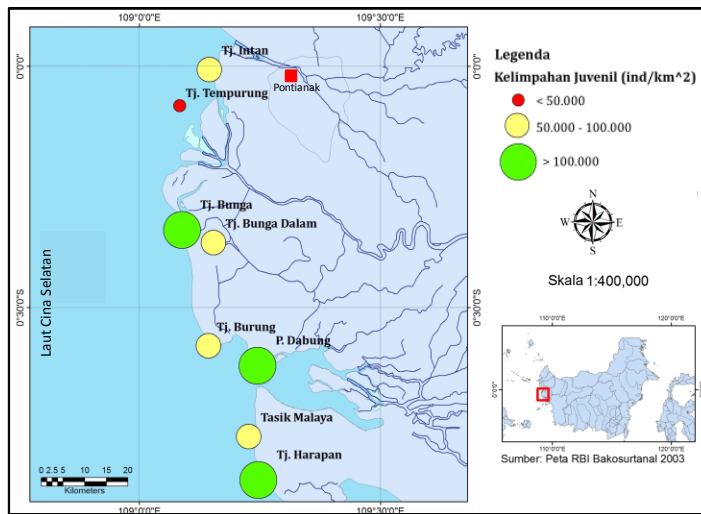 109°0'0"E
109°30'0"E
0°0'0"
0°30'0"S
Laut Cina Selatan
Tj. Intan
Pontianak
Tj. Tempurung
Tj. Bunga
Tj. Bunga Dalam
Tj, Burung
P. Dabung
Tasik Malaya
Tj. Harapan
0 2.5 5 10 15 20
Kilometers
109°0'0"E
109°30'0"E
Legenda
Kelimpahan Juvenil (ind/km^2)
< 50.000
50.000 - 100.000
> 100.000
N
W E
S
Skala 1:400,000
110°0'0"E
120°0'0"E
0°0'0"
0°0'0"
110°0'0"E
120°0'0"E
Sumber: Peta RBI Bakosurtanal 2003